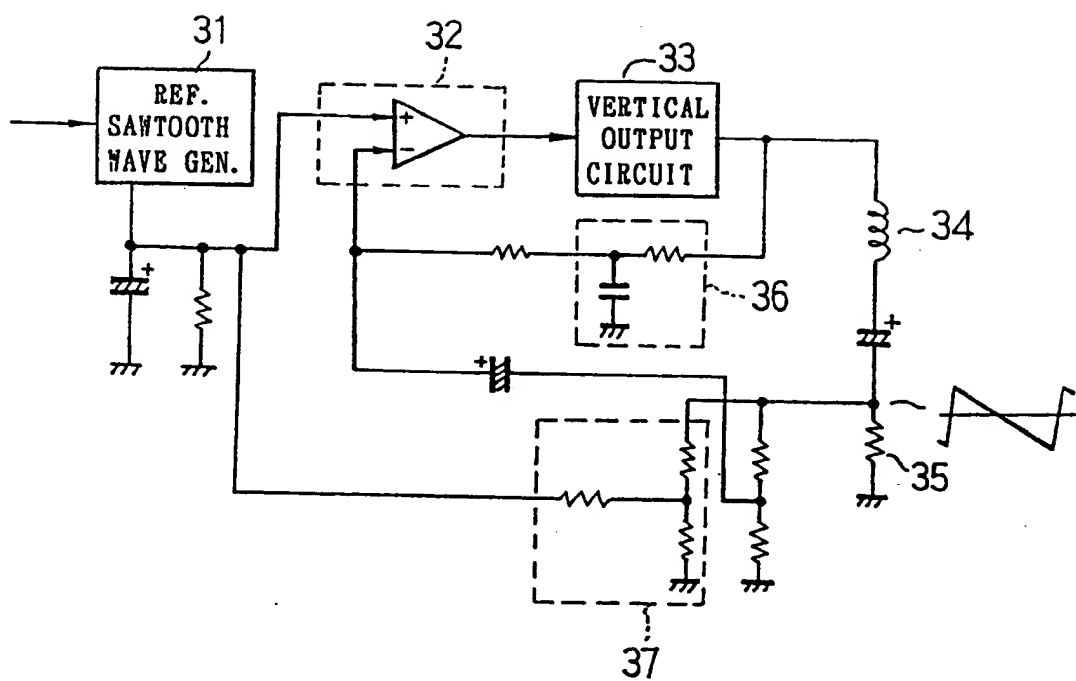 31
REF.
SAWTOOTH
WAVE GEN.
32
+
−
33
VERTICAL
OUTPUT
CIRCUIT
34
+
36
+
+
35
37